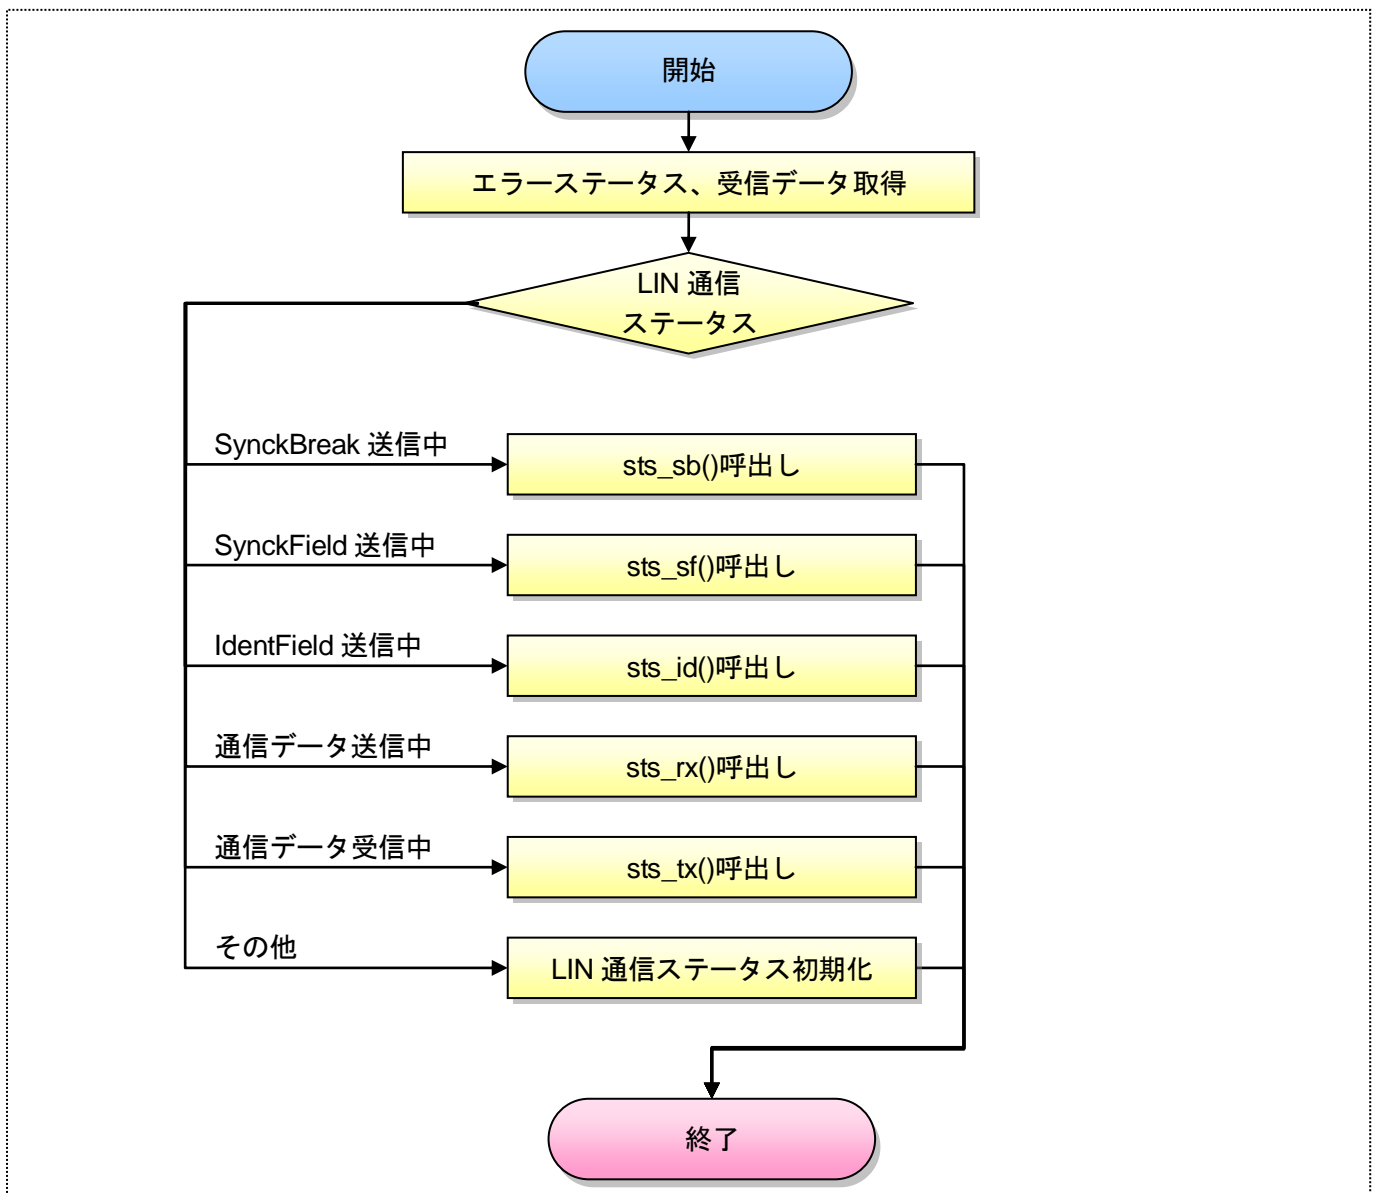 開始
エラーステータス、受信データ取得
LIN 通信
ステータス
SynckBreak 送信中
sts_sb()呼出し
SynckField 送信中
sts_sf()呼出し
IdentField 送信中
sts_id()呼出し
通信データ送信中
sts_rx()呼出し
通信データ受信中
sts_tx()呼出し
その他
LIN 通信ステータス初期化
終了